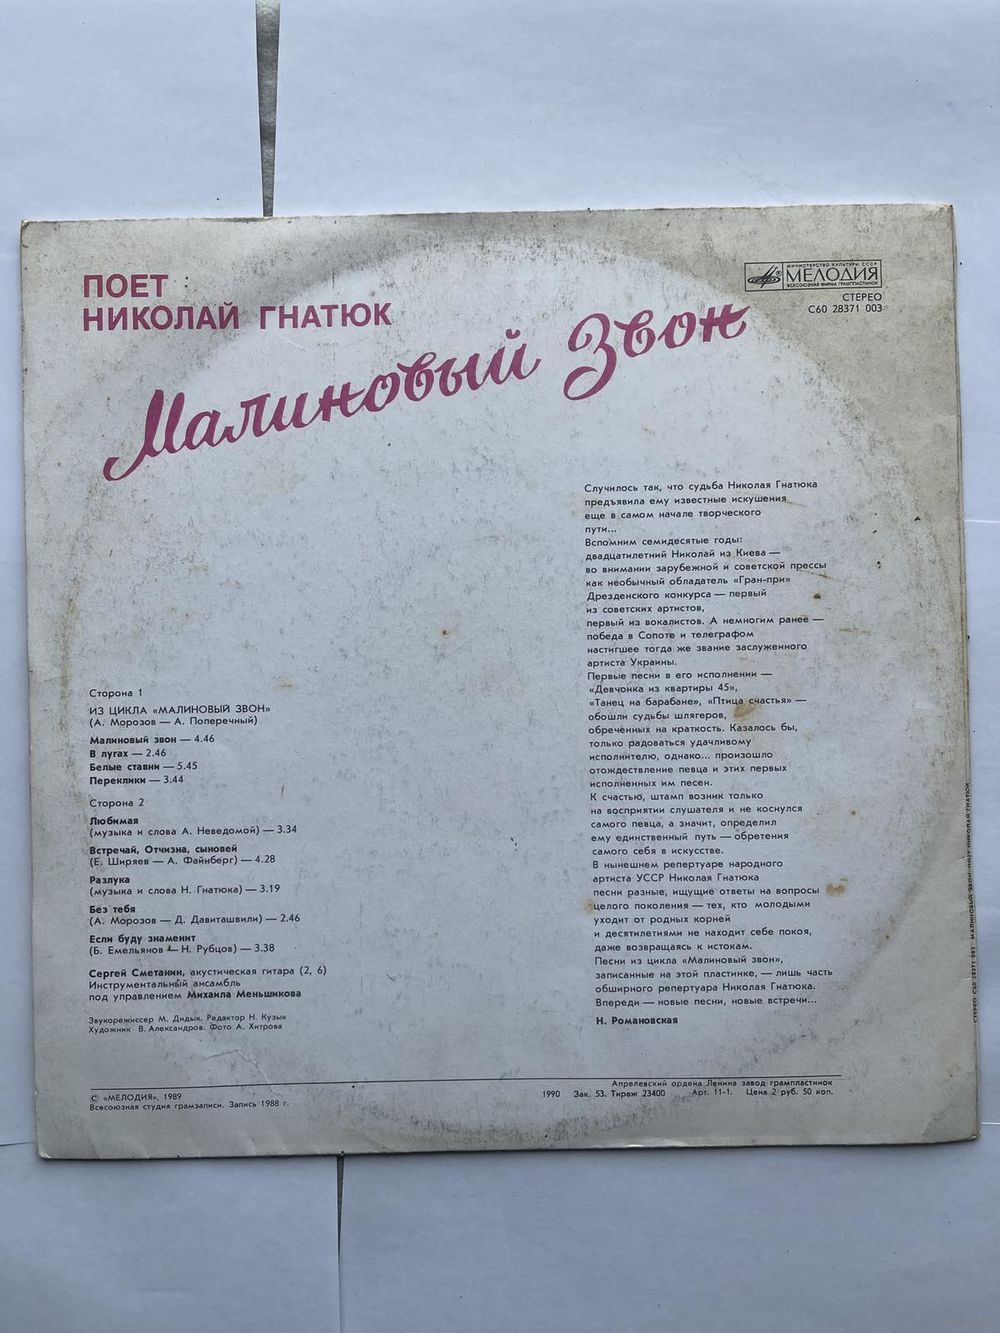 ПОЕТ
НИКОЛАЙ ГНАТЮК
Малиновый Звон
МИНИСТЕРСТВО КУЛЬТУРЫ СССР
МЕЛОДИЯ
ВСЕСОЮЗНАЯ ФИРМА ГРАМПЛАСТИНОК
СТЕРЕО
С60 28371 003
Сторона 1
ИЗ ЦИКЛА «МАЛИНОВЫЙ ЗВОН»
(А. Морозов — А. Поперечный)
Малиновый звон — 4.46
В лугах — 2.46
Белые ставни — 5.45
Переклики — 3.44
Сторона 2
Любимая
(музыка и слова А. Неведомой) — 3.34
Встречай, Отчизна, сыновей
(Е. Ширяев — А. Файнберг) — 4.28
Разлука
(музыка и слова Н. Гнатюка) — 3.19
Без тебя
(А. Морозов — Д. Давиташвили) — 2.46
Если буду знаменит
(Б. Емельянов — Н. Рубцов) — 3.38
Сергей Сметанин, акустическая гитара (2, 6)
Инструментальный ансамбль
под управлением Михаила Меньшикова
Звукорежиссер М. Дидык. Редактор Н. Кузык
Художник В. Александров. Фото А. Хитрова
Случилось так, что судьба Николая Гнатюка
предъявила ему известные искушения
еще в самом начале творческого
пути...
Вспомним семидесятые годы:
двадцатилетний Николай из Киева —
во внимании зарубежной и советской прессы
как необычный обладатель «Гран-при»
Дрезденского конкурса — первый
из советских артистов,
первый из вокалистов. А немногим ранее —
победа в Сопоте и телеграфом
настигшее тогда же звание заслуженного
артиста Украины.
Первые песни в его исполнении —
«Девчонка из квартиры 45»,
«Танец на барабане», «Птица счастья» —
обошли судьбы шлягеров,
обреченных на краткость. Казалось бы,
только радоваться удачливому
исполнителю, однако... произошло
отождествление певца и этих первых
исполненных им песен.
К счастью, штамп возник только
на восприятии слушателя и не коснулся
самого певца, а значит, определил
ему единственный путь — обретения
самого себя в искусстве.
В нынешнем репертуаре народного
артиста УССР Николая Гнатюка
песни разные, ищущие ответы на вопросы
целого поколения — тех, кто молодыми
уходит от родных корней
и десятилетиями не находит себе покоя,
даже возвращаясь к истокам.
Песни из цикла «Малиновый звон»,
записанные на этой пластинке, — лишь часть
обширного репертуара Николая Гнатюка.
Впереди — новые песни, новые встречи...
Н. Романовская
© «МЕЛОДИЯ», 1989
Всесоюзная студия грамзаписи. Запись 1988 г.
Апрелевский ордена Ленина завод грампластинок
1990 Зак. 53. Тираж 23400 Арт. 11-1. Цена 2 руб. 50 коп.
СТЕРЕО С60 28371 003 МАЛИНОВЫЙ ЗВОН ПОЕТ НИКОЛАЙ ГНАТЮК